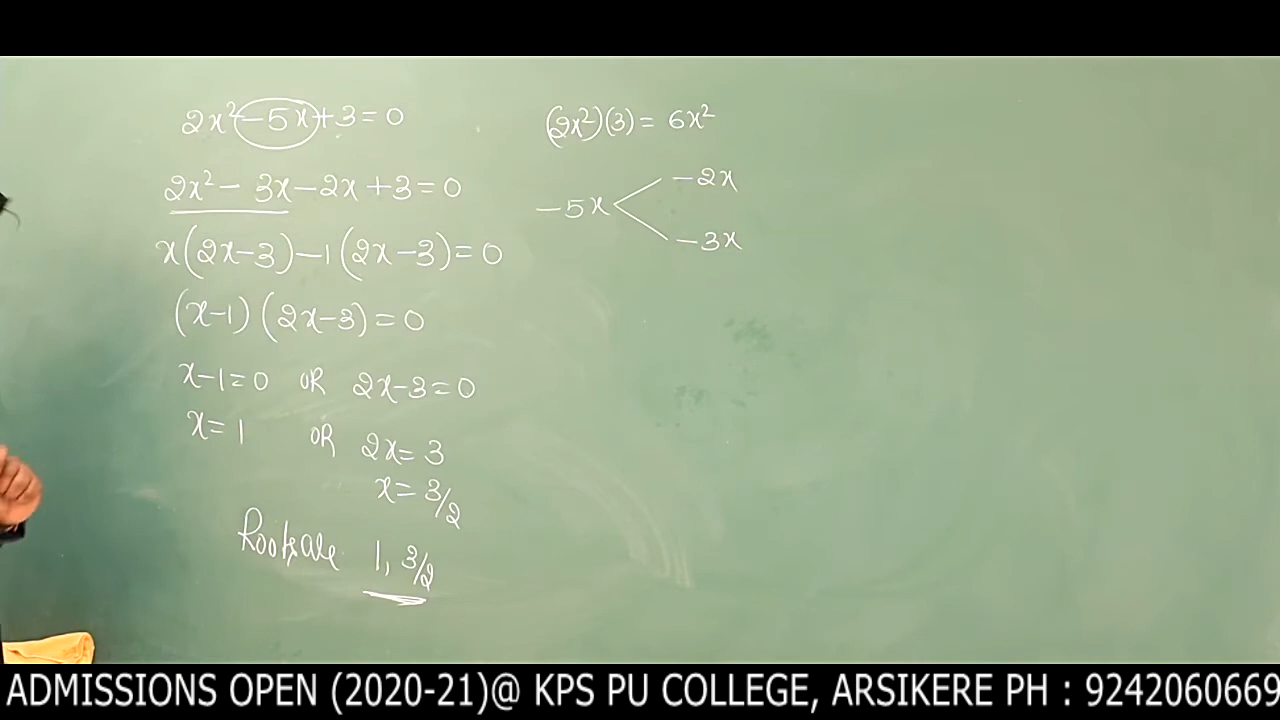 2x² - 5x + 3 = 0
2x² - 3x - 2x + 3 = 0
x(2x-3) - 1(2x-3) = 0
(x-1)(2x-3) = 0
x-1=0 OR 2x-3=0
x=1 OR 2x=3
x=3/2
Roots are 1, 3/2
(2x²)(3) = 6x²
-5x
-2x
-3x
ADMISSIONS OPEN (2020-21)@ KPS PU COLLEGE, ARSIKERE PH : 9242060669